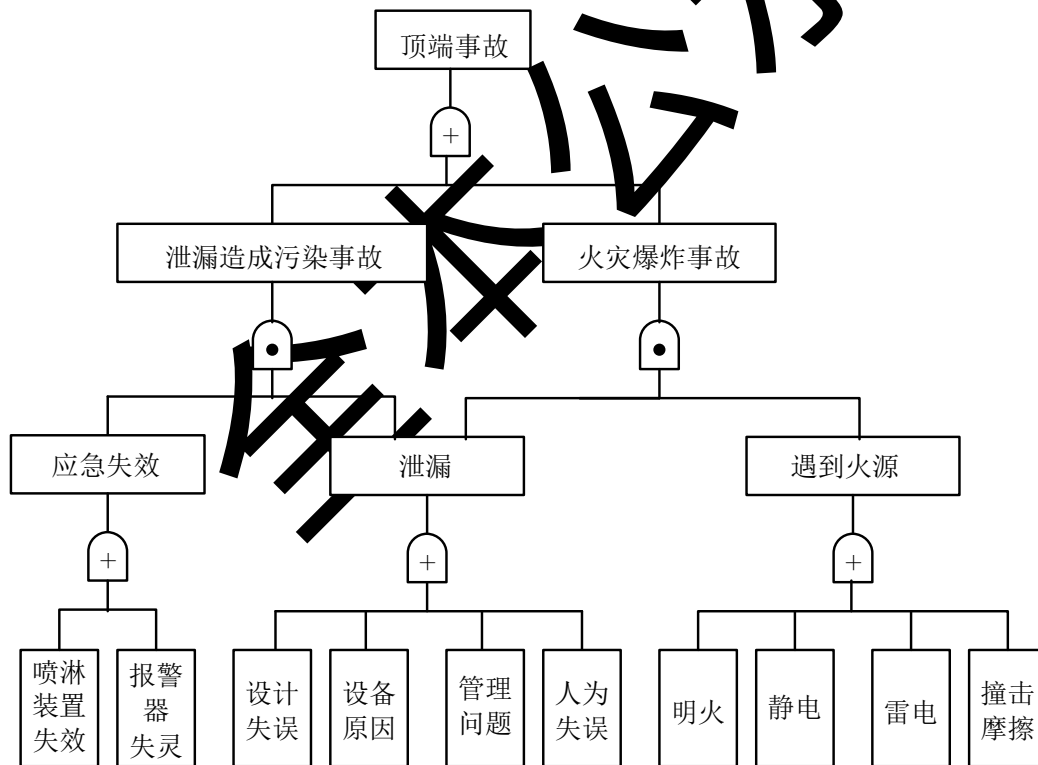 顶端事故
+
泄漏造成污染事故
火灾爆炸事故
应急失效
泄漏
遇到火源
+
+
+
喷淋
装置
失效
报警
器
失灵
设计
失误
设备
原因
管理
问题
人为
失误
明火
静电
雷电
撞击
摩擦